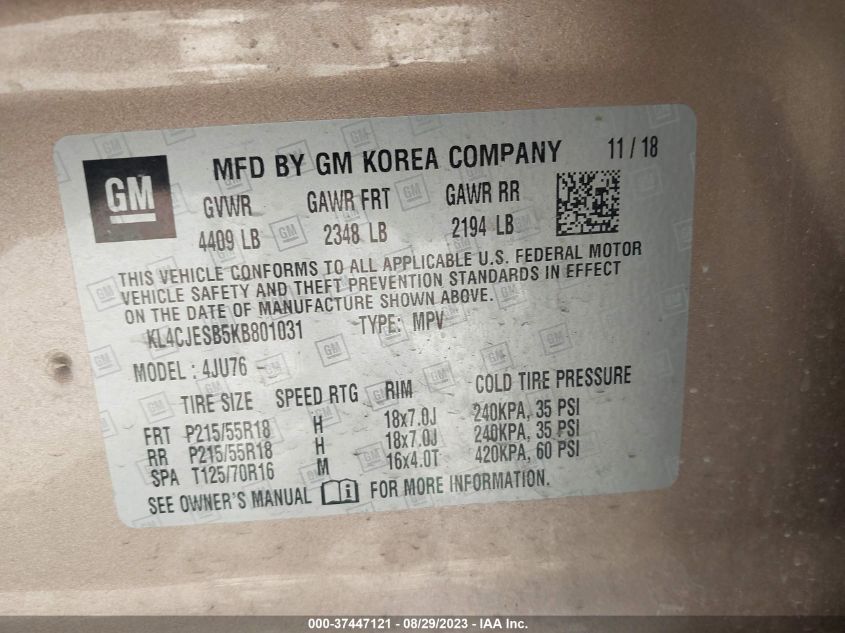 GM
MFD BY GM KOREA COMPANY 11/18
GVWR GAWR FRT GAWR RR
4409 LB 2348 LB 2194 LB
THIS VEHICLE CONFORMS TO ALL APPLICABLE U.S. FEDERAL MOTOR
VEHICLE SAFETY AND THEFT PREVENTION STANDARDS IN EFFECT
ON THE DATE OF MANUFACTURE SHOWN ABOVE.
KL4CJESB5KB801031 TYPE: MPV
MODEL : 4JU76 -
TIRE SIZE SPEED RTG RIM COLD TIRE PRESSURE
FRT P215/55R18 H 18x7.0J 240KPA, 35 PSI
RR P215/55R18 H 18x7.0J 240KPA, 35 PSI
SPA T125/70R16 M 16x4.0T 420KPA, 60 PSI
SEE OWNER'S MANUAL FOR MORE INFORMATION.
000-37447121 - 08/29/2023 - IAA Inc.